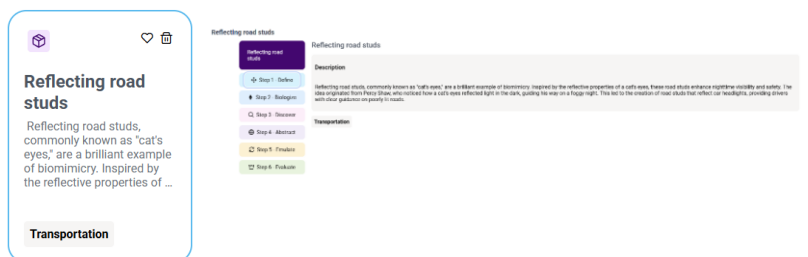 Reflecting road
studs
Reflecting road studs,
commonly known as "cat's
eyes," are a brilliant example
of biomimicry. Inspired by
the reflective properties of ...
Transportation
Reflecting road studs
Reflecting road
studs
Step 1 - Define
Step 2 - Biologize
Step 3 - Discover
Step 4 - Abstract
Step 5 - Emulate
Step 6 - Evaluate
Reflecting road studs
Description
Reflecting road studs, commonly known as "cat's eyes," are a brilliant example of biomimicry. Inspired by the reflective properties of a cat's eyes, these road studs enhance nighttime visibility and safety. The
idea originated from Percy Shaw, who noticed how a cat's eyes reflected light in the dark, guiding his way on a foggy night. This led to the creation of road studs that reflect car headlights, providing drivers
with clear guidance on poorly lit roads.
Transportation